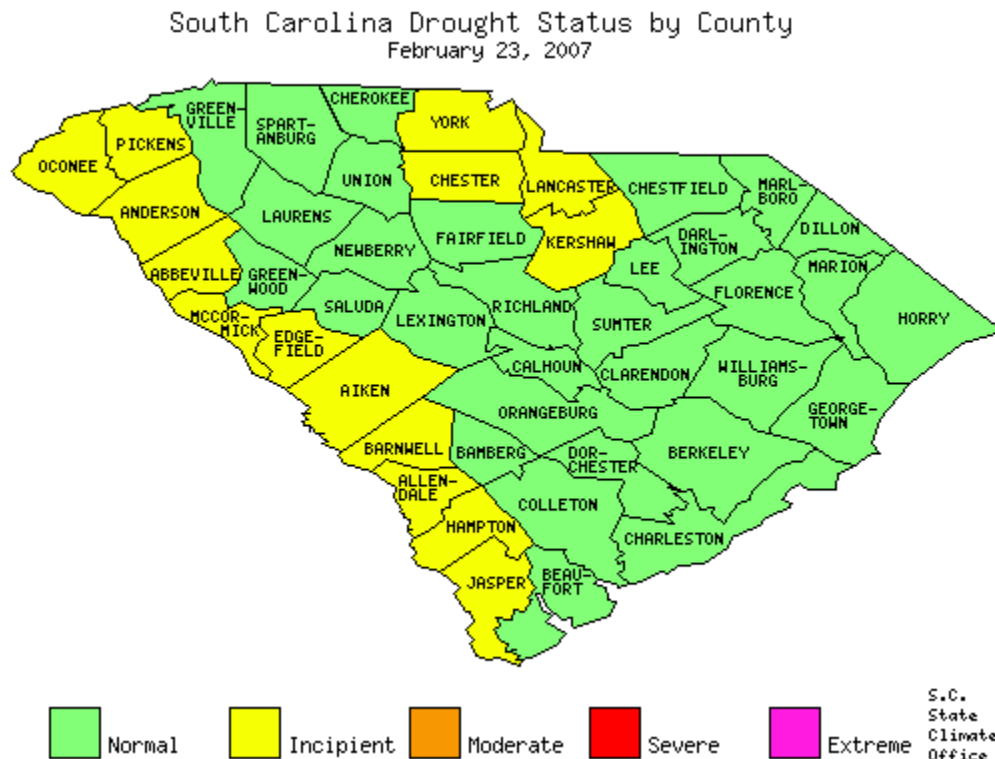 South Carolina Drought Status by County
February 23, 2007
CHEROKEE
GREEN-
VILLE
YORK
SPART-
ANBURG
PICKENS
OCONEE
UNION
CHESTER
LANCASTER
CHESTFIELD
MARL-
BORO
ANDERSON
LAURENS
DILLON
NEWBERRY
FAIRFIELD
KERSHAW
DARL-
INGTON
ABBEVILLE
GREEN-
WOOD
LEE
MARION
SALUDA
RICHLAND
FLORENCE
MCCOR-
MICK
LEXINGTON
SUMTER
HORRY
EDGE-
FIELD
CALHOUN
CLARENDON
WILLIAMS-
BURG
AIKEN
ORANGEBURG
GEORGE-
TOWN
BARNWELL
BAMBERG
DOR-
CHESTER
BERKELEY
ALLEN-
DALE
COLLETON
HAMPTON
CHARLESTON
JASPER
BEAU-
FORT
Normal
Incipient
Moderate
Severe
Extreme
S.C.
State
Climate
Office